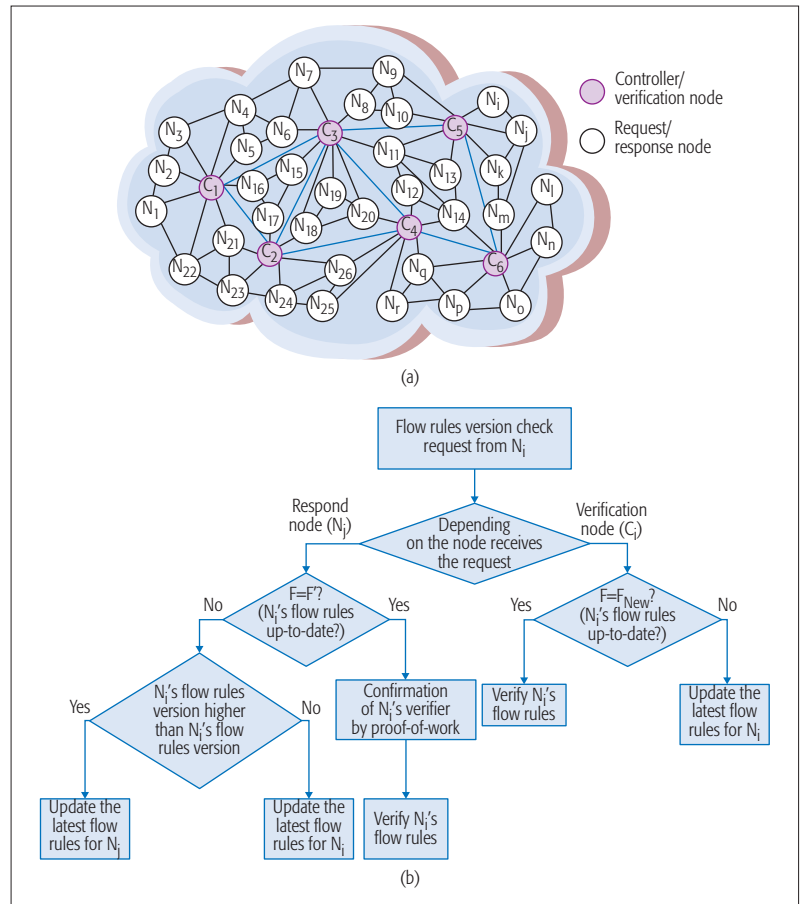 N7
N9
Controller/
verification node
N8
Ni
N4
N10
N3
N6
C3
C5
Nj
Request/
response node
N5
N11
N2
N15
Nk
N13
C1
N16
N12
Nl
N19
N1
N17
N20
N14
Nm
N18
C4
N21
C2
Nn
N22
N26
Nq
C6
N23
N24
N25
Nr
Np
No
(a)
Flow rules version check
request from Ni
Respond
node (Nj)
Verification
node (Ci)
Depending
on the node receives
the request
F=F'?
(Ni's flow rules
up-to-date?)
No
Yes
F=FNew?
(Ni's flow rules
up-to-date?)
Yes
No
Ni's flow rules
version higher
than Ni's flow
rules version
Yes
No
Confirmation
of Ni's verifier
by proof-of-work
Verify Ni's
flow rules
Update the
latest flow
rules for Ni
Update the
latest flow
rules for Nj
Update the
latest flow
rules for Ni
Verify Ni's
flow rules
(b)